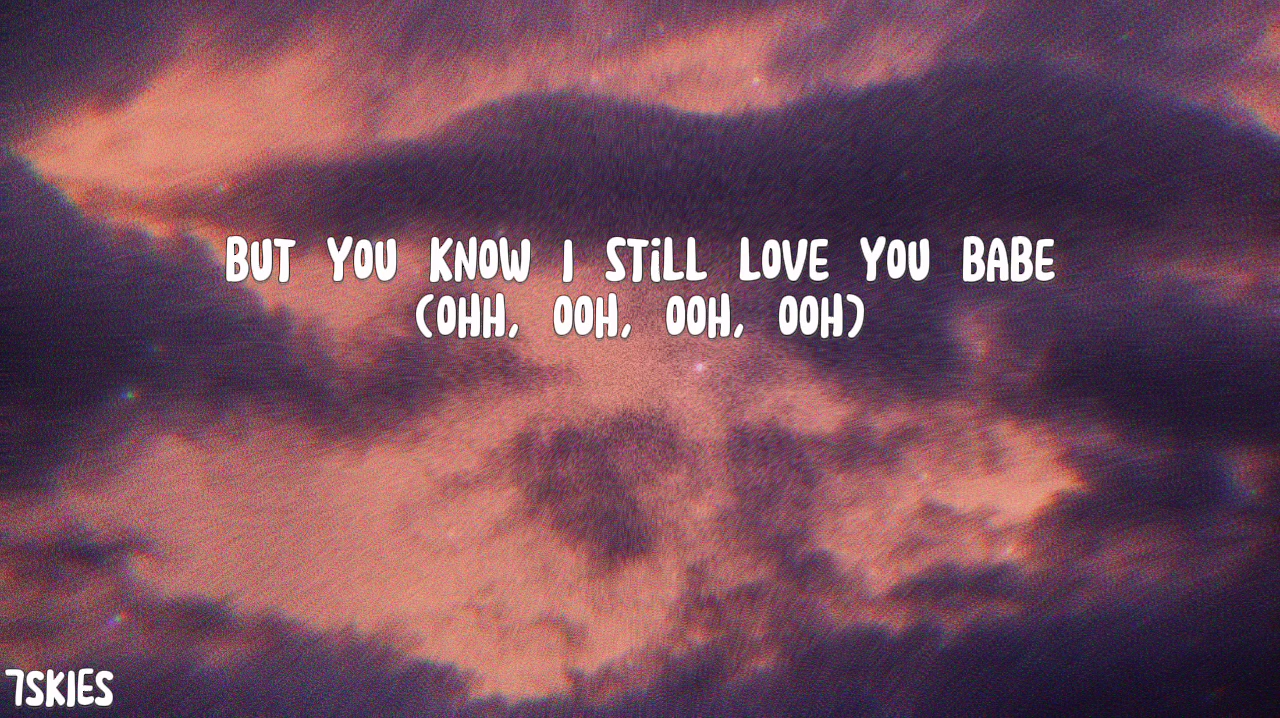 BUT YOU KNOW I STiLL LOVE YOU BABE
(OHH, OOH, OOH, OOH)
7SKIES